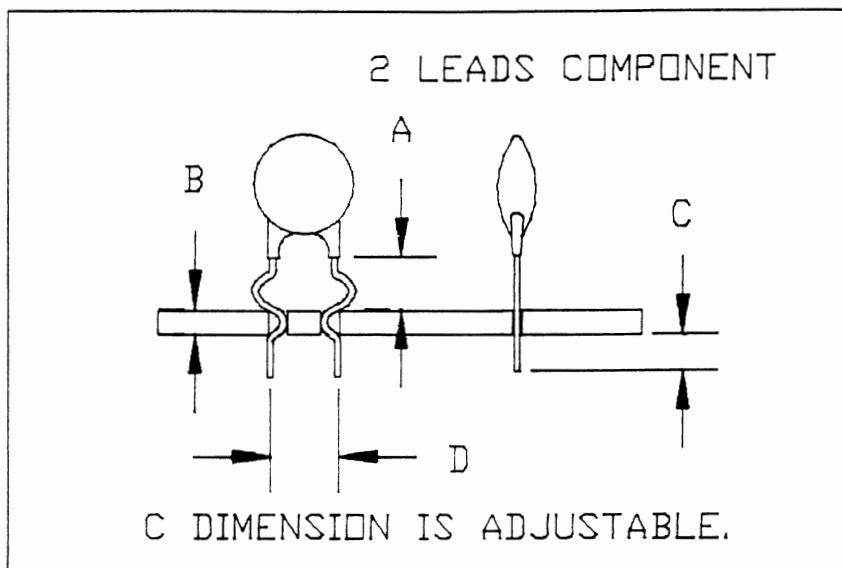 2 LEADS COMPONENT
A
B
C
D
C DIMENSION IS ADJUSTABLE.